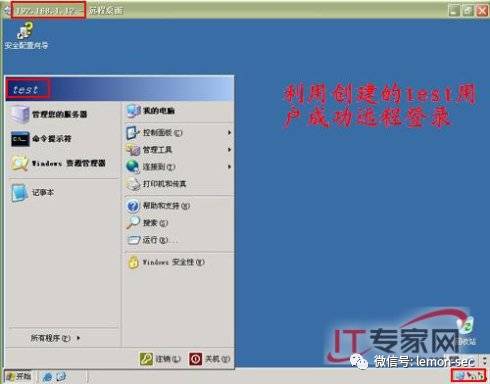 192.168.1.12 - 远程桌面
安全配置向导
test
管理您的服务器
命令提示符
Windows 资源管理器
记事本
所有程序(P)
我的电脑
控制面板(C)
管理工具
连接到(T)
打印机和传真
帮助和支持(H)
搜索(S)
运行(R)...
Windows 安全性(W)
注销(L)
关机(U)
利用创建的test用
户成功远程登录
回收站
IT专家网
微信号: lemon-sec
开始